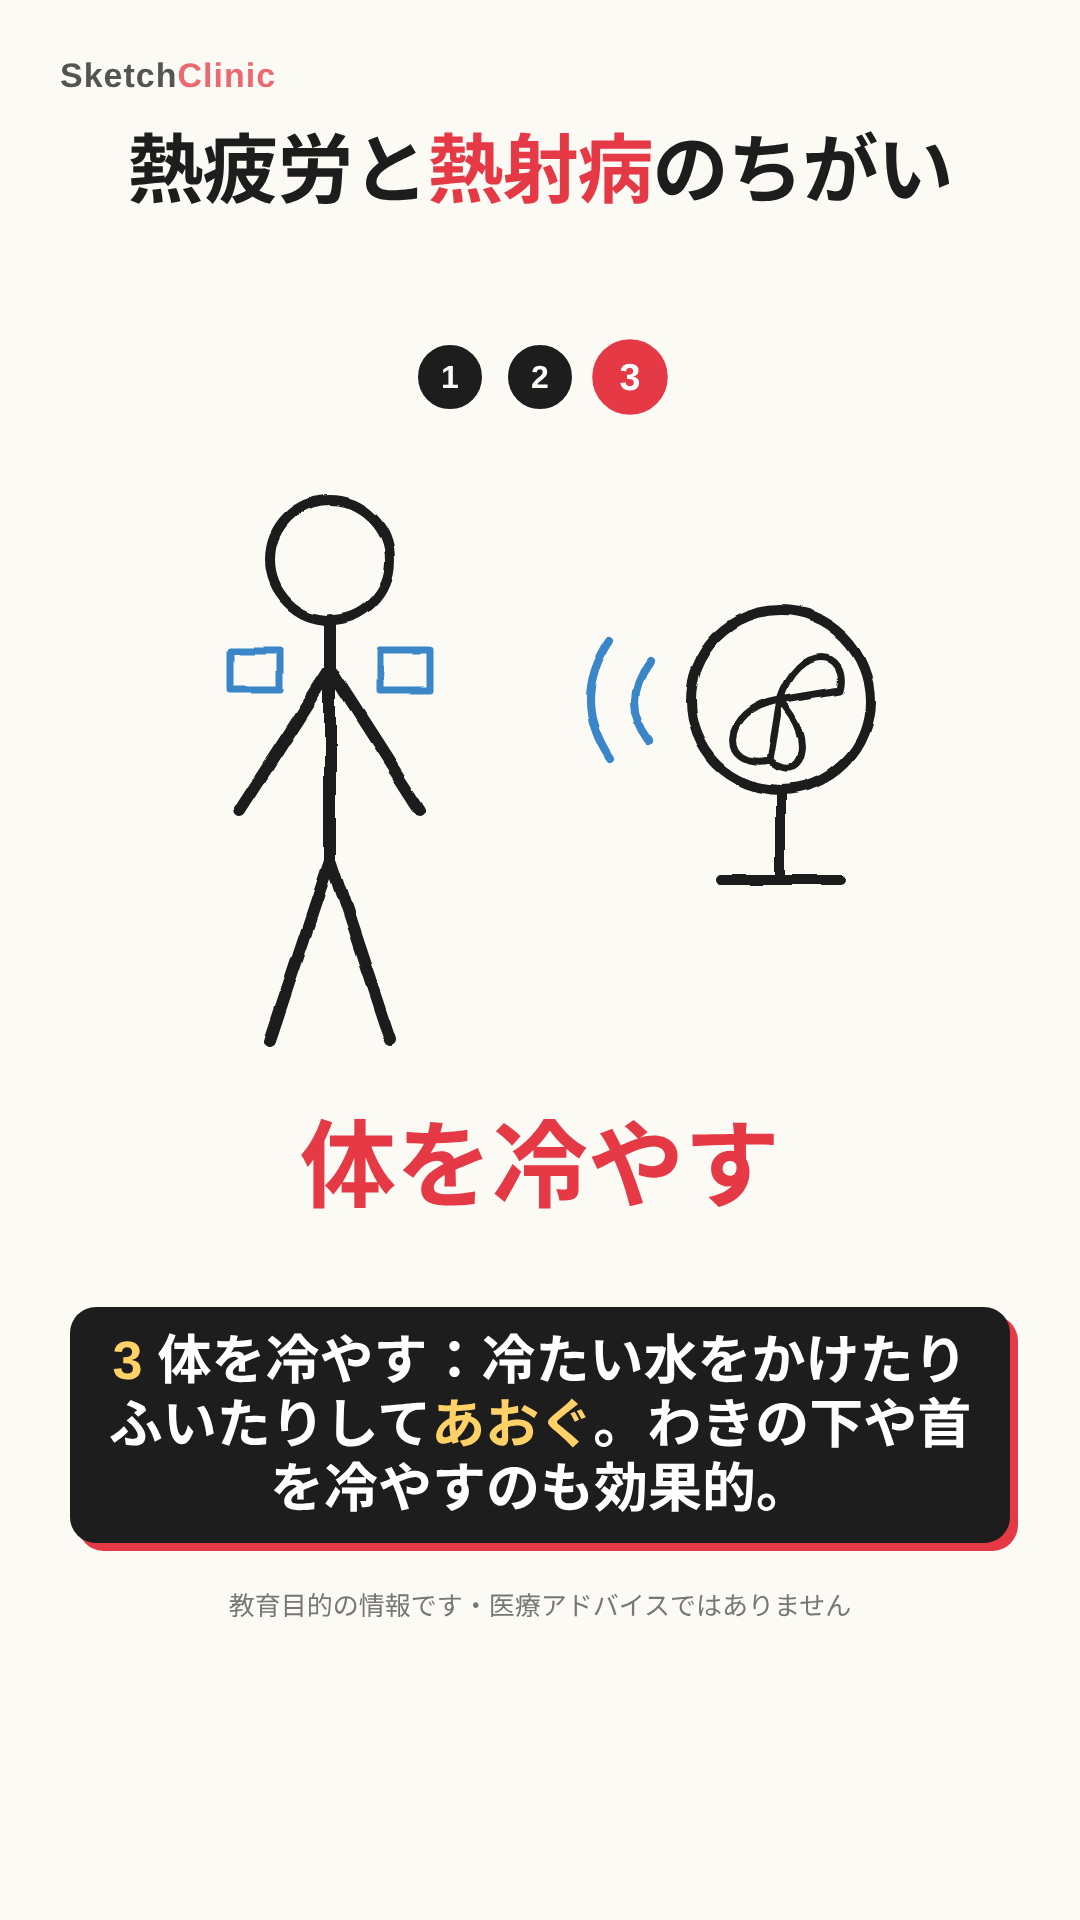 SketchClinic
熱疲労と熱射病のちがい
1 2 3
体を冷やす
3 体を冷やす：冷たい水をかけたり
ふいたりしてあおぐ。わきの下や首
を冷やすのも効果的。
教育目的の情報です・医療アドバイスではありません